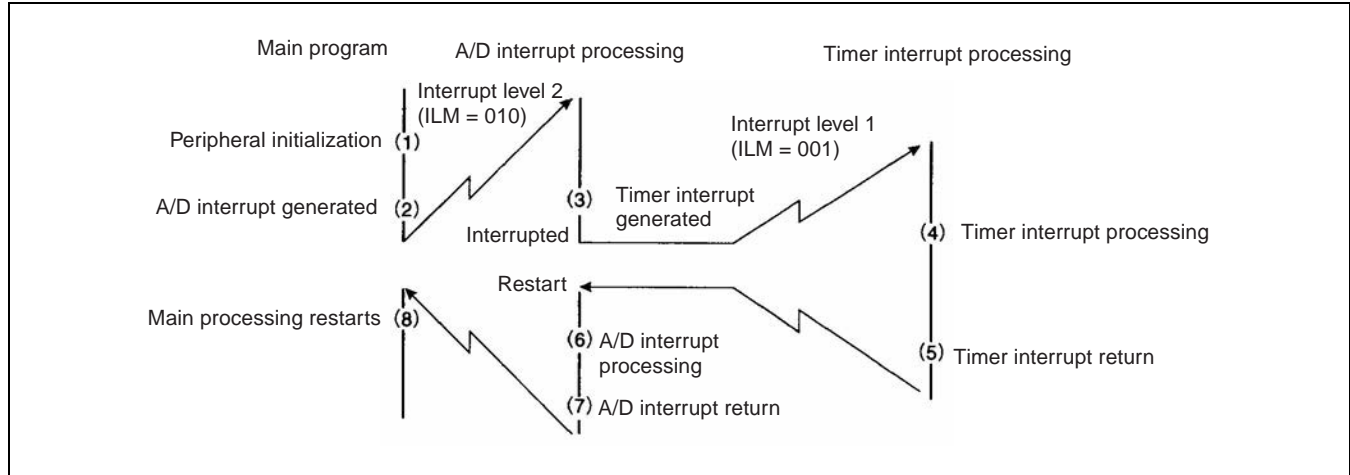 Main program
A/D interrupt processing
Timer interrupt processing
Interrupt level 2
(ILM = 010)
Interrupt level 1
(ILM = 001)
Peripheral initialization (1)
A/D interrupt generated (2)
(3) Timer interrupt
generated
Interrupted
(4) Timer interrupt processing
Restart
Main processing restarts (8)
(6) A/D interrupt
processing
(5) Timer interrupt return
(7) A/D interrupt return